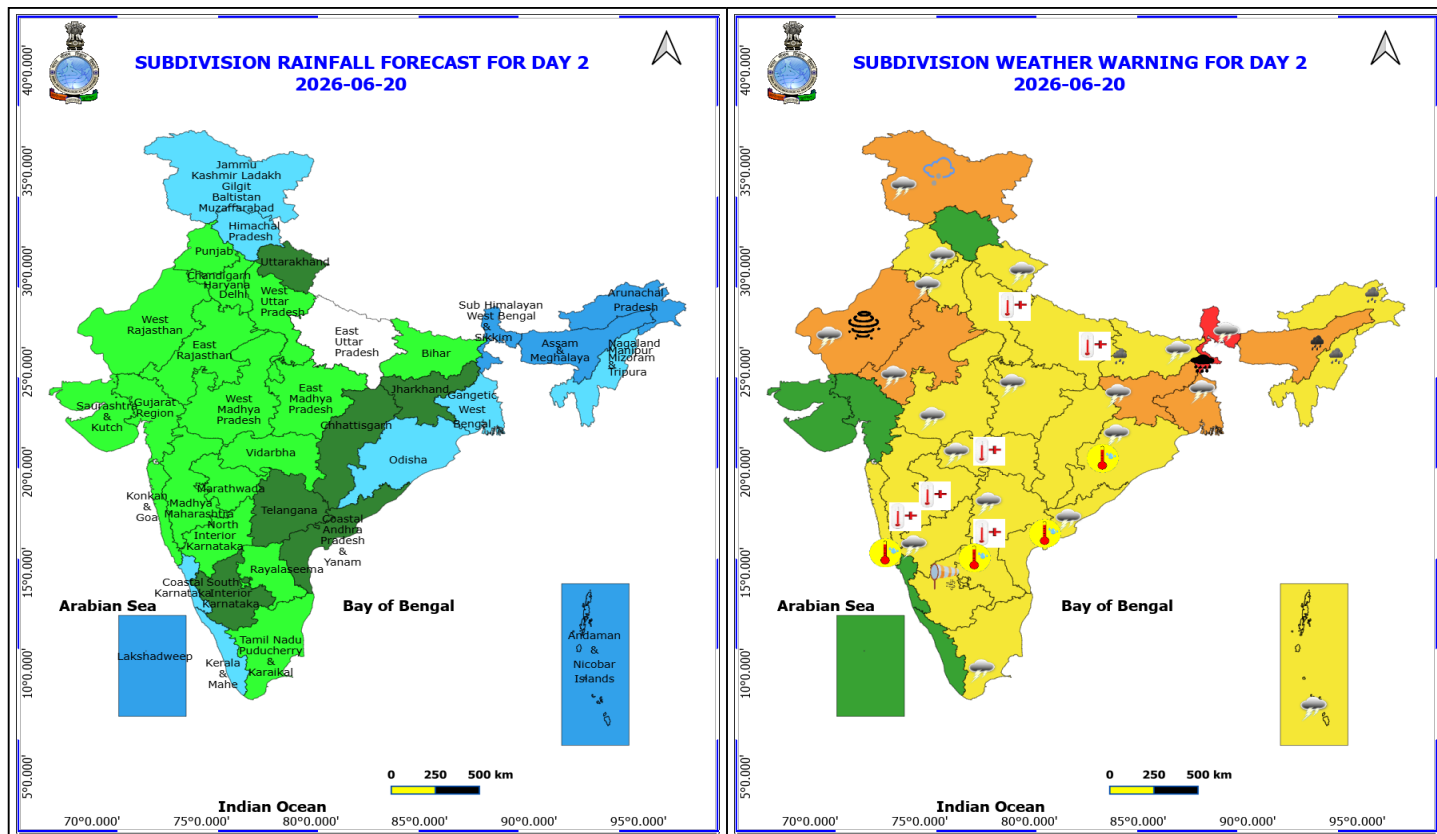 SUBDIVISION RAINFALL FORECAST FOR DAY 2
2026-06-20
40°0.000'
35°0.000'
30°0.000'
25°0.000'
20°0.000'
15°0.000'
10°0.000'
5°0.000'
Jammu
Kashmir Ladakh
Gilgit
Baltistan
Muzaffarabad
Himachal
Pradesh
Punjab
Uttarakhand
Chandigarh
Haryana
Delhi
West
Uttar
Pradesh
West
Rajasthan
East
Rajasthan
East
Uttar
Pradesh
Bihar
Sub Himalayan
West Bengal
&
Sikkim
Arunachal
Pradesh
Assam
&
Meghalaya
Nagaland
Manipur
Mizoram
&
Tripura
Jharkhand
Gangetic
West
Bengal
Saurashtra
&
Kutch
Gujarat
Region
West
Madhya
Pradesh
East
Madhya
Pradesh
Chhattisgarh
Odisha
Vidarbha
Konkan
&
Goa
Marathwada
Madhya
Maharashtra
North
Interior
Karnataka
Telangana
Coastal
Andhra
Pradesh
&
Yanam
Rayalaseema
Coastal
Karnataka
South
Interior
Karnataka
Tamil Nadu
Puducherry
&
Karaikal
Kerala
&
Mahe
Arabian Sea
Bay of Bengal
Lakshadweep
Andaman
&
Nicobar
Islands
0 250 500 km
Indian Ocean
70°0.000' 75°0.000' 80°0.000' 85°0.000' 90°0.000' 95°0.000'
SUBDIVISION WEATHER WARNING FOR DAY 2
2026-06-20
40°0.000'
35°0.000'
30°0.000'
25°0.000'
20°0.000'
15°0.000'
10°0.000'
5°0.000'
Arabian Sea
Bay of Bengal
0 250 500 km
Indian Ocean
70°0.000' 75°0.000' 80°0.000' 85°0.000' 90°0.000' 95°0.000'